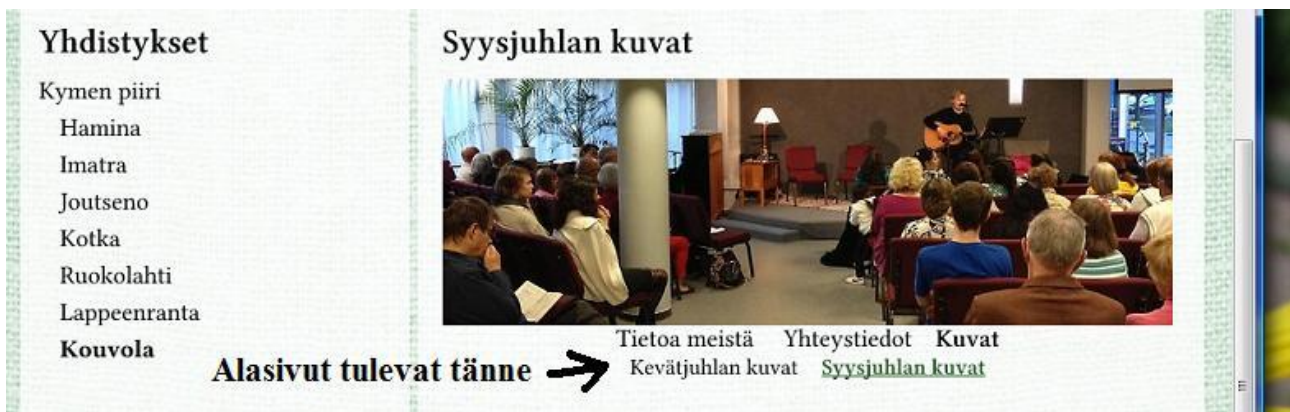 Yhdistykset
Kymen piiri
Hamina
Imatra
Joutseno
Kotka
Ruokolahti
Lappeenranta
Kouvola
Syysjuhlan kuvat
Tietoa meistä Yhteystiedot Kuvat
Alasivut tulevat tänne Kevätjuhlan kuvat Syysjuhlan kuvat